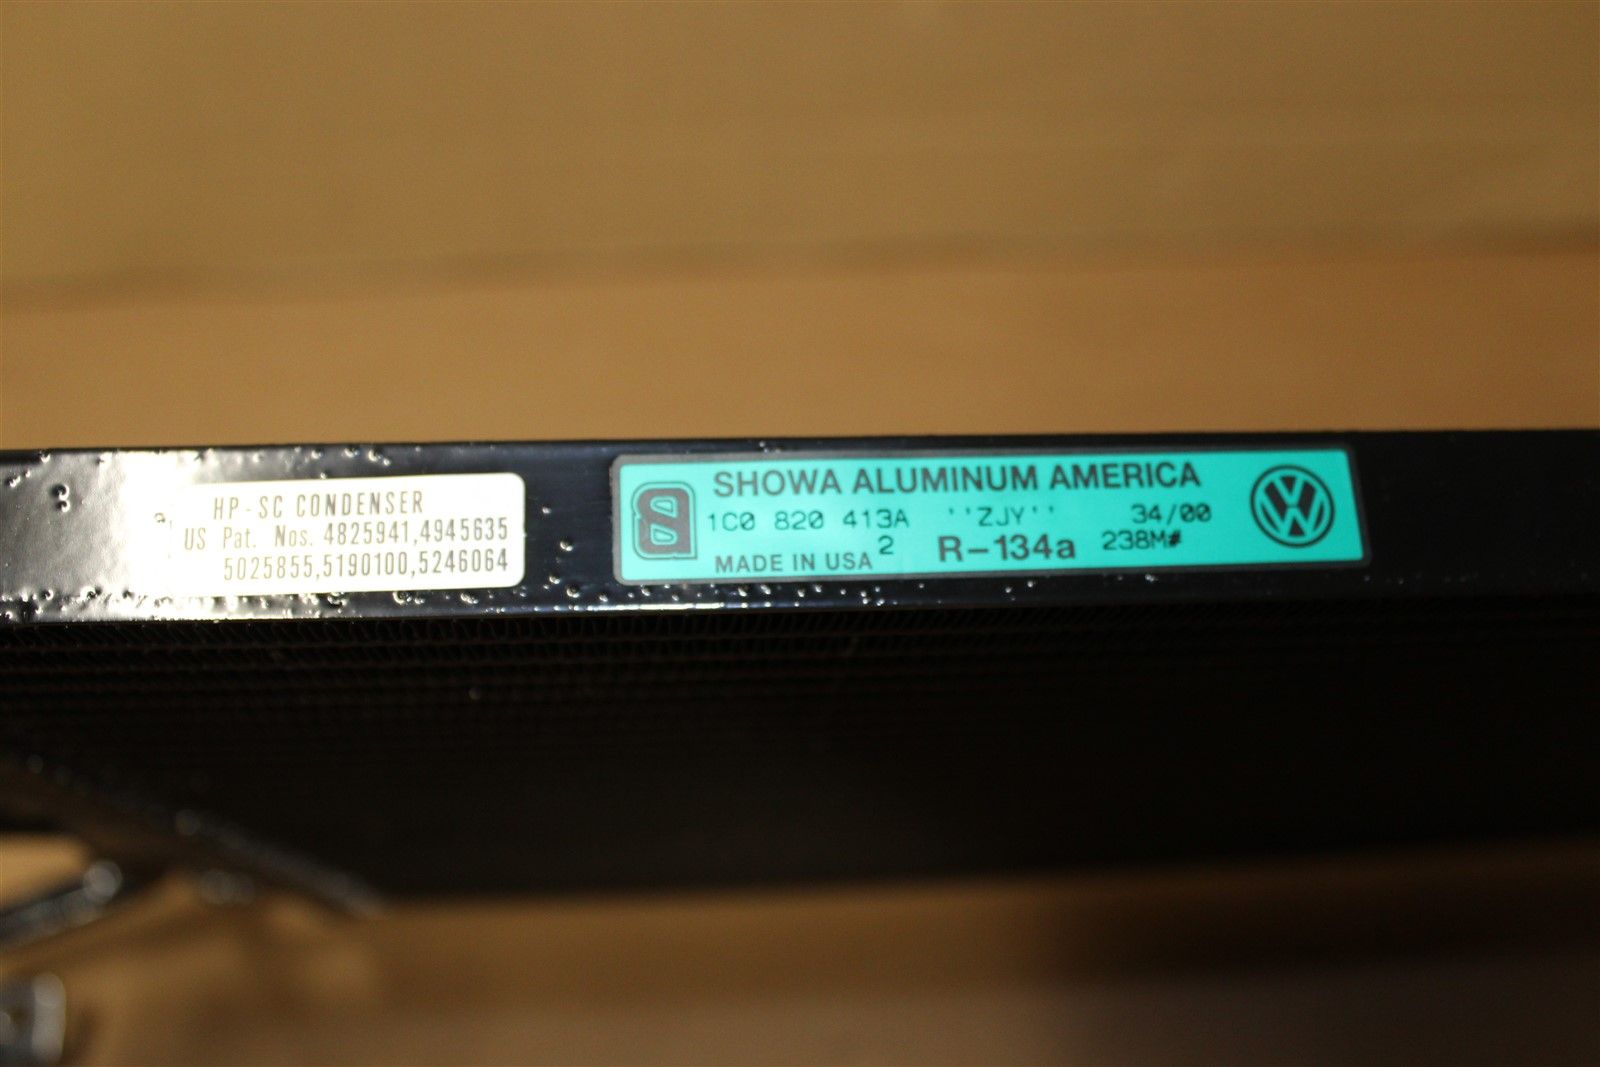 HP-SC CONDENSER
US Pat. Nos. 4825941,4945635
5025855,5190100,5246064
SHOWA ALUMINUM AMERICA
1C0 820 413A ''ZJY'' 34/00
MADE IN USA 2 R-134a 238M#